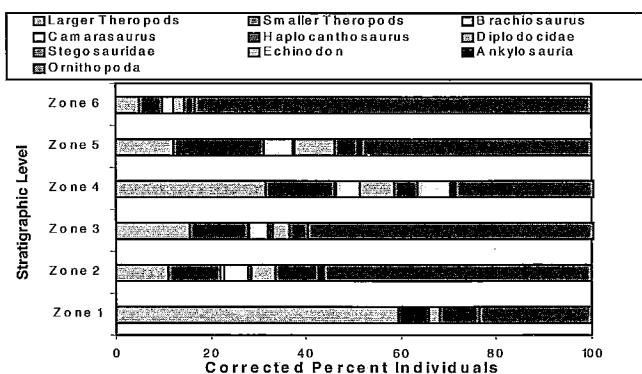 Larger Theropods Smaller Theropods Brachiosaurus
Camarasaurus Haplocanthosaurus Diplodocidae
Stegosauridae Echinodon Ankylosauria
Ornithopoda
Stratigraphic Level
Zone 6
Zone 5
Zone 4
Zone 3
Zone 2
Zone 1
0 20 40 60 80 100
Corrected Percent Individuals